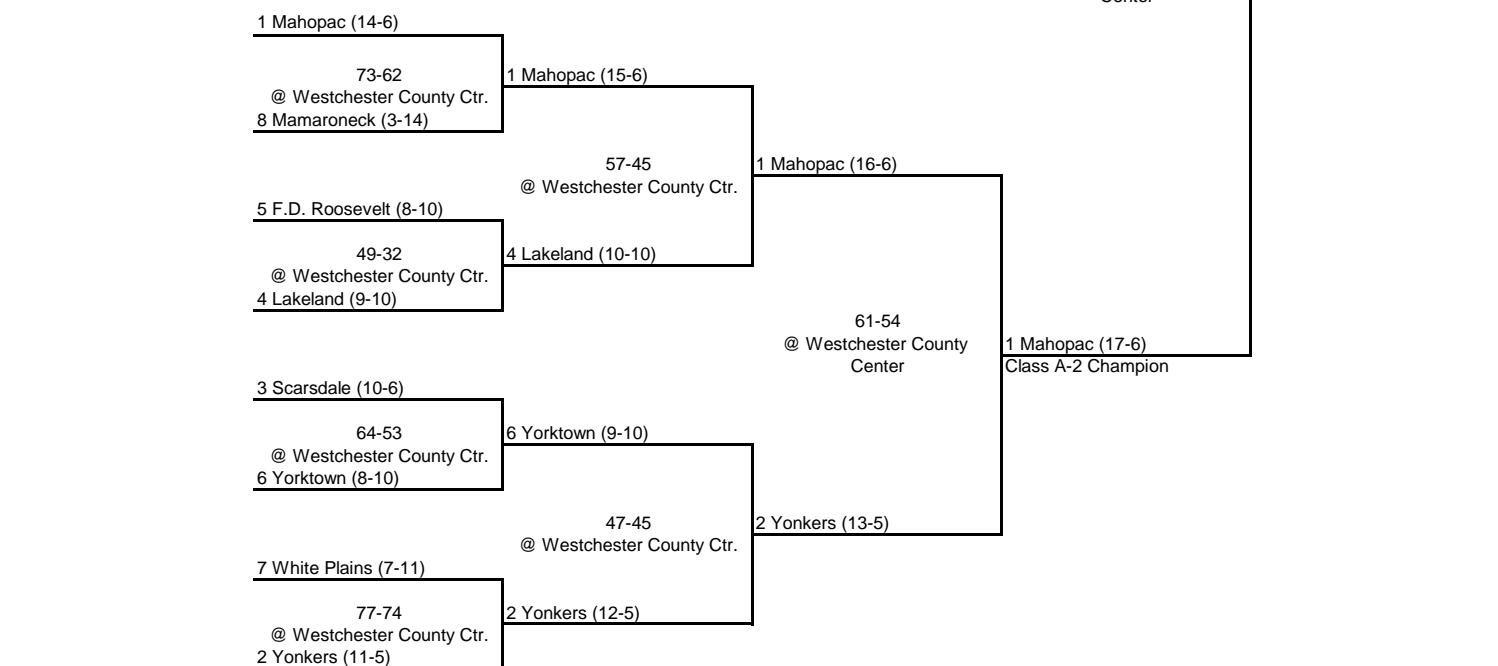 Center
1 Mahopac (14-6)
73-62
@ Westchester County Ctr.
8 Mamaroneck (3-14)
1 Mahopac (15-6)
57-45
@ Westchester County Ctr.
1 Mahopac (16-6)
5 F.D. Roosevelt (8-10)
49-32
@ Westchester County Ctr.
4 Lakeland (9-10)
4 Lakeland (10-10)
61-54
@ Westchester County
Center
1 Mahopac (17-6)
Class A-2 Champion
3 Scarsdale (10-6)
64-53
@ Westchester County Ctr.
6 Yorktown (8-10)
6 Yorktown (9-10)
47-45
@ Westchester County Ctr.
2 Yonkers (13-5)
7 White Plains (7-11)
77-74
@ Westchester County Ctr.
2 Yonkers (11-5)
2 Yonkers (12-5)